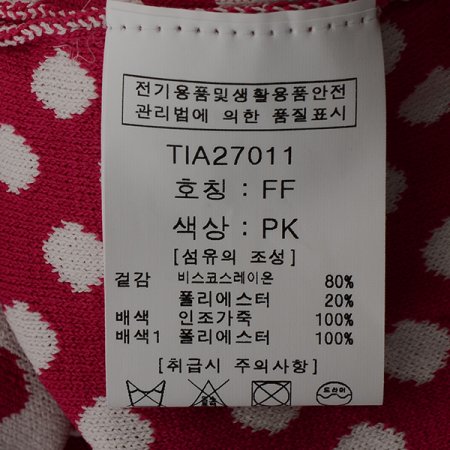 전기용품및생활용품안전
관리법에 의한 품질표시
TIA27011
호칭 : FF
색상 : PK
[섬유의 조성]
겉감 비스코스레이온 80%
폴리에스터 20%
배색 인조가죽 100%
배색1 폴리에스터 100%
[취급시 주의사항]
드라이